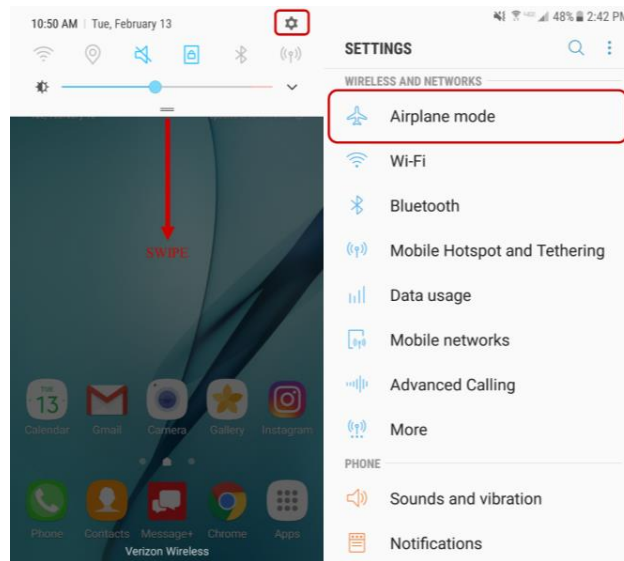 10:50 AM | Tue, February 13
SWIPE
TUE
13
Calendar
Gmail
Camera
Gallery
Instagram
Phone
Contacts
Message+
Chrome
Apps
Verizon Wireless
48% 2:42 PM
SETTINGS
WIRELESS AND NETWORKS
Airplane mode
Wi-Fi
Bluetooth
Mobile Hotspot and Tethering
Data usage
Mobile networks
Advanced Calling
More
PHONE
Sounds and vibration
Notifications